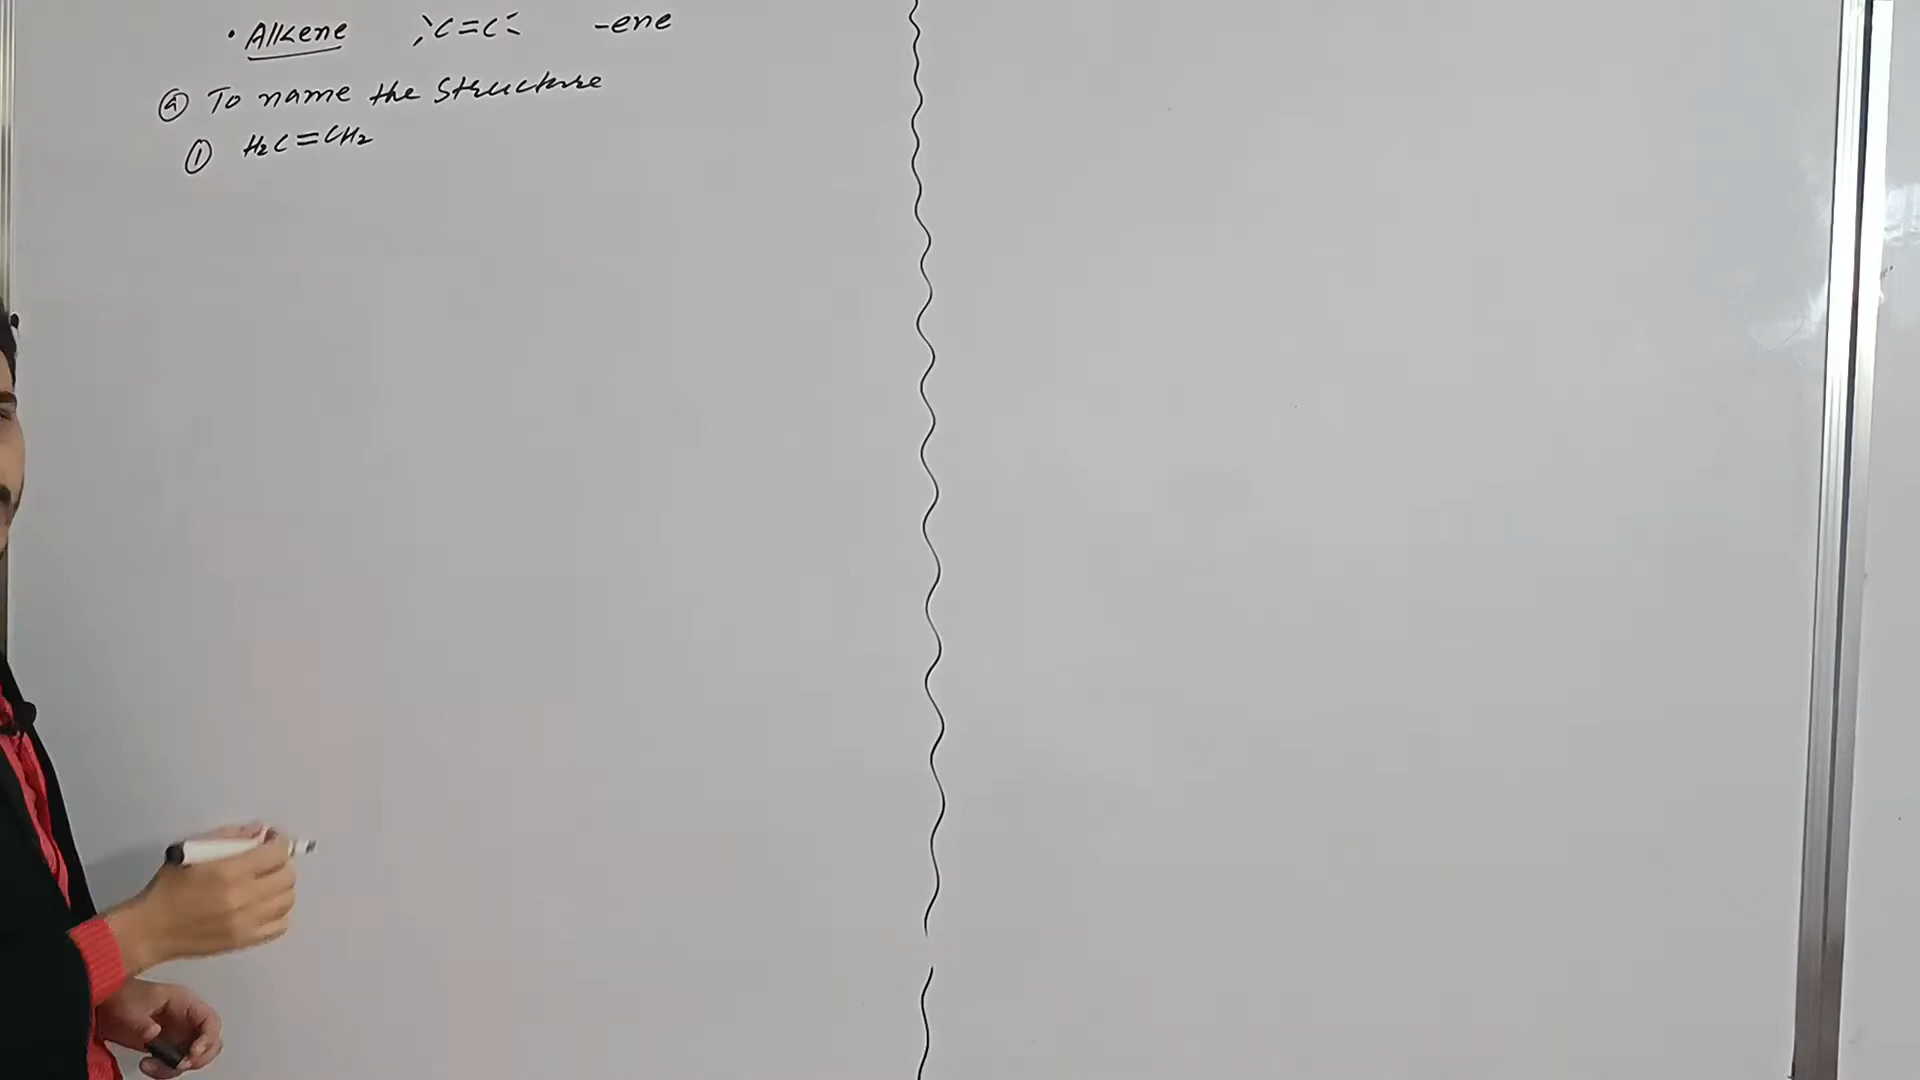 • Alkene >C=C< -ene
ⓐ To name the Structure
① H₂C=CH₂